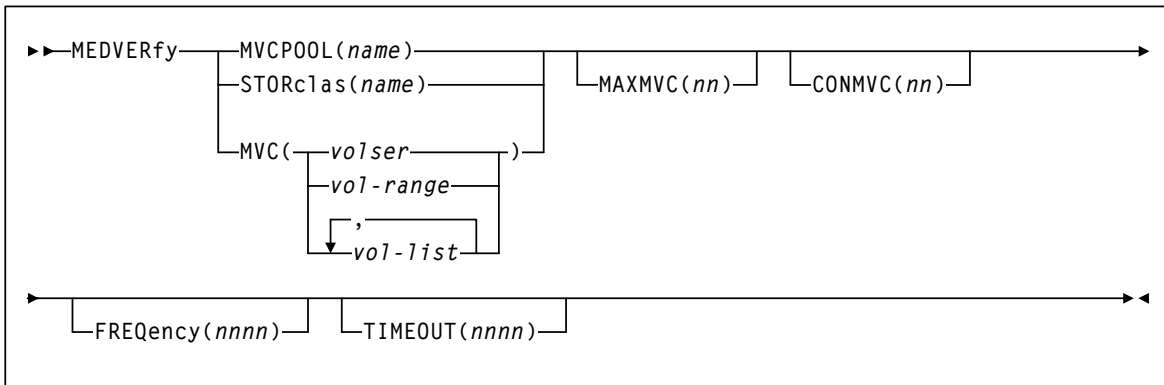 MEDVERfy MVCPOOL(name)
STORclas(name) MAXMVC(nn) CONMVC(nn)
MVC( volser )
vol-range
,
vol-list
FREQency(nnnn) TIMEOUT(nnnn)